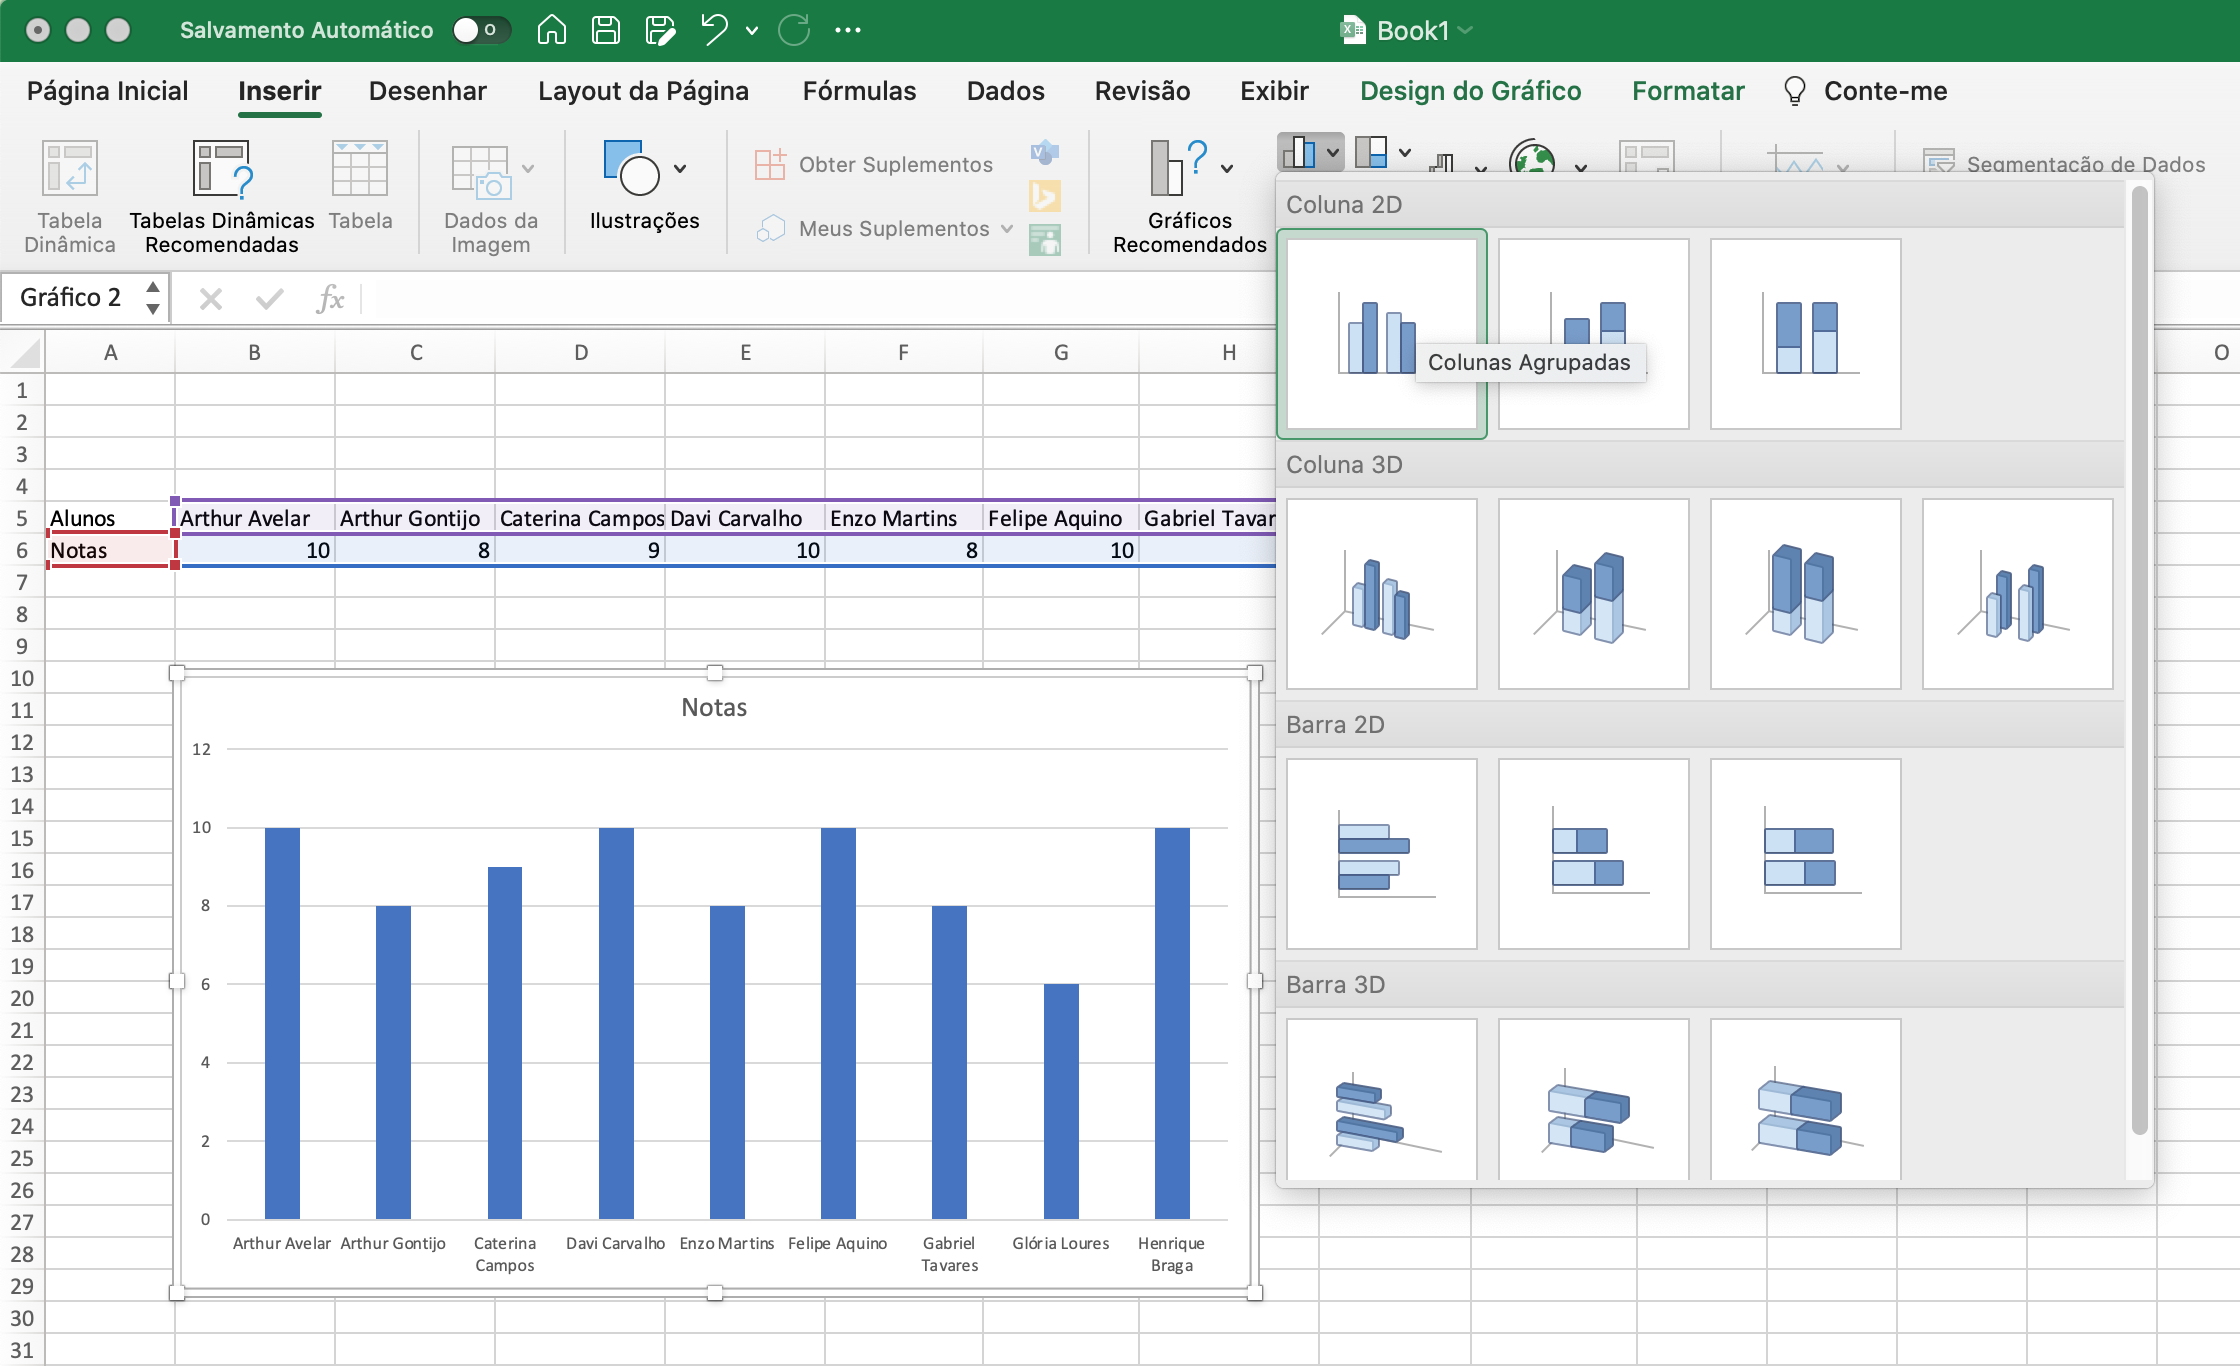 Salvamento Automático
Book1
Página Inicial Inserir Desenhar Layout da Página Fórmulas Dados Revisão Exibir Design do Gráfico Formatar Conte-me
Tabela
Dinâmica
Tabelas Dinâmicas
Recomendadas
Tabela
Dados da
Imagem
Ilustrações
Obter Suplementos
Meus Suplementos
Gráficos
Recomendados
Segmentação de Dados
Gráfico 2
fx
Coluna 2D
Colunas Agrupadas
Coluna 3D
Barra 2D
Barra 3D
A B C D E F G H O
1
2
3
4
5 Alunos Arthur Avelar Arthur Gontijo Caterina Campos Davi Carvalho Enzo Martins Felipe Aquino Gabriel Tavar
6 Notas 10 8 9 10 8 10
7
8
9
10
11
12
13
14
15
16
17
18
19
20
21
22
23
24
25
26
27
28
29
30
31
Notas
12
10
8
6
4
2
0
Arthur Avelar Arthur Gontijo Caterina Campos Davi Carvalho Enzo Martins Felipe Aquino Gabriel Tavares Glória Loures Henrique Braga